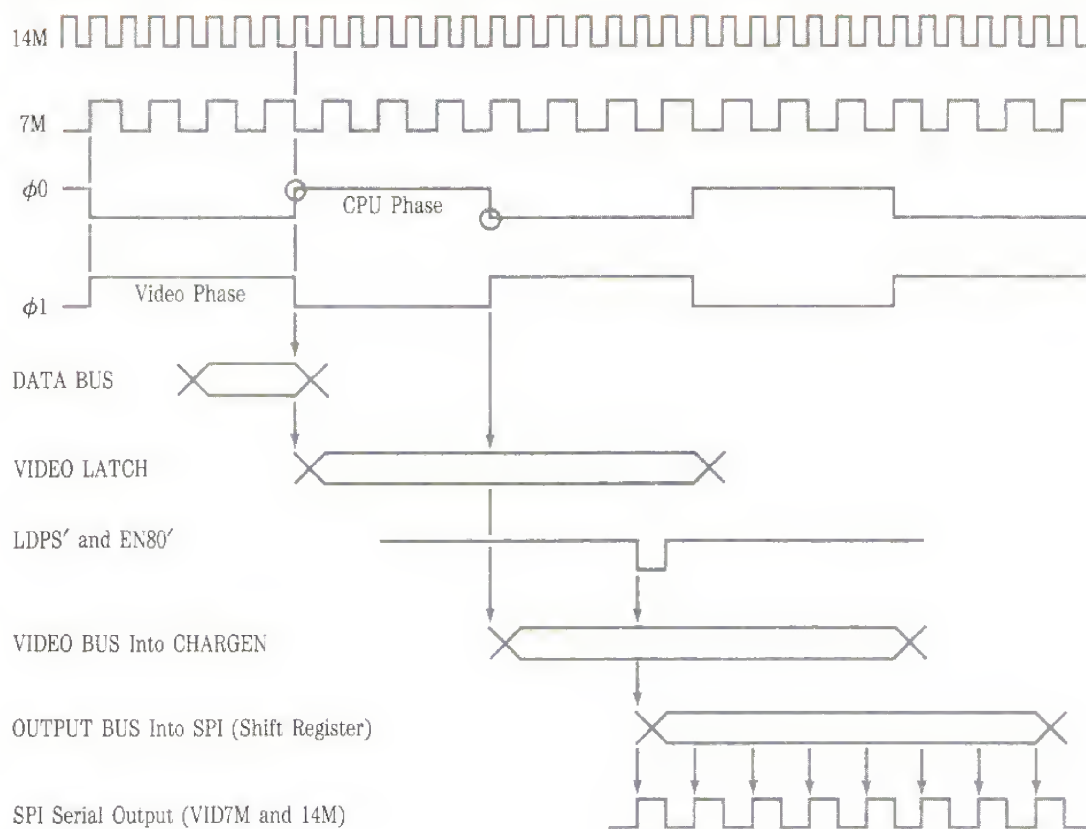 14M
7M
ϕ0
CPU Phase
Video Phase
ϕ1
DATA BUS
VIDEO LATCH
LDPS′ and EN80′
VIDEO BUS Into CHARGEN
OUTPUT BUS Into SPI (Shift Register)
SPI Serial Output (VID7M and 14M)